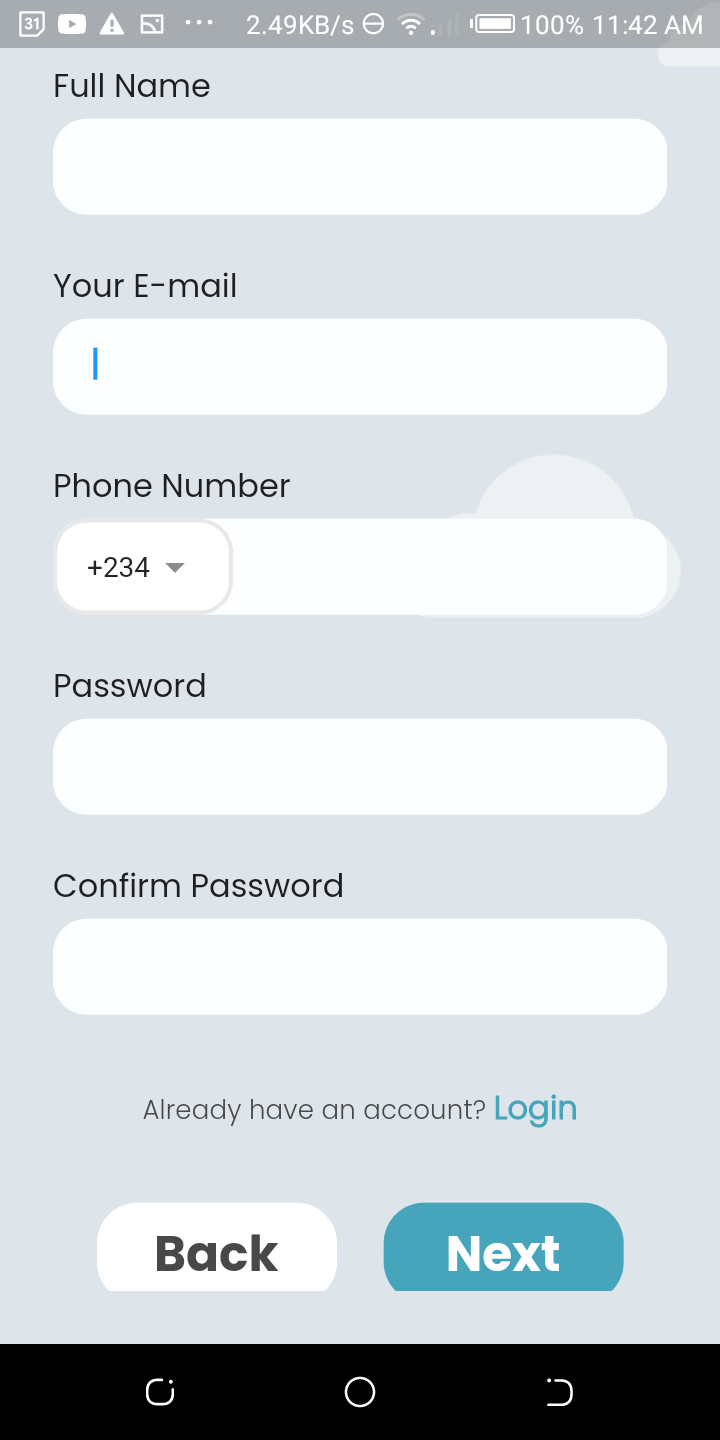 31 2.49KB/s 100% 11:42 AM
Full Name
Your E-mail
Phone Number
+234
Password
Confirm Password
Already have an account? Login
Back Next